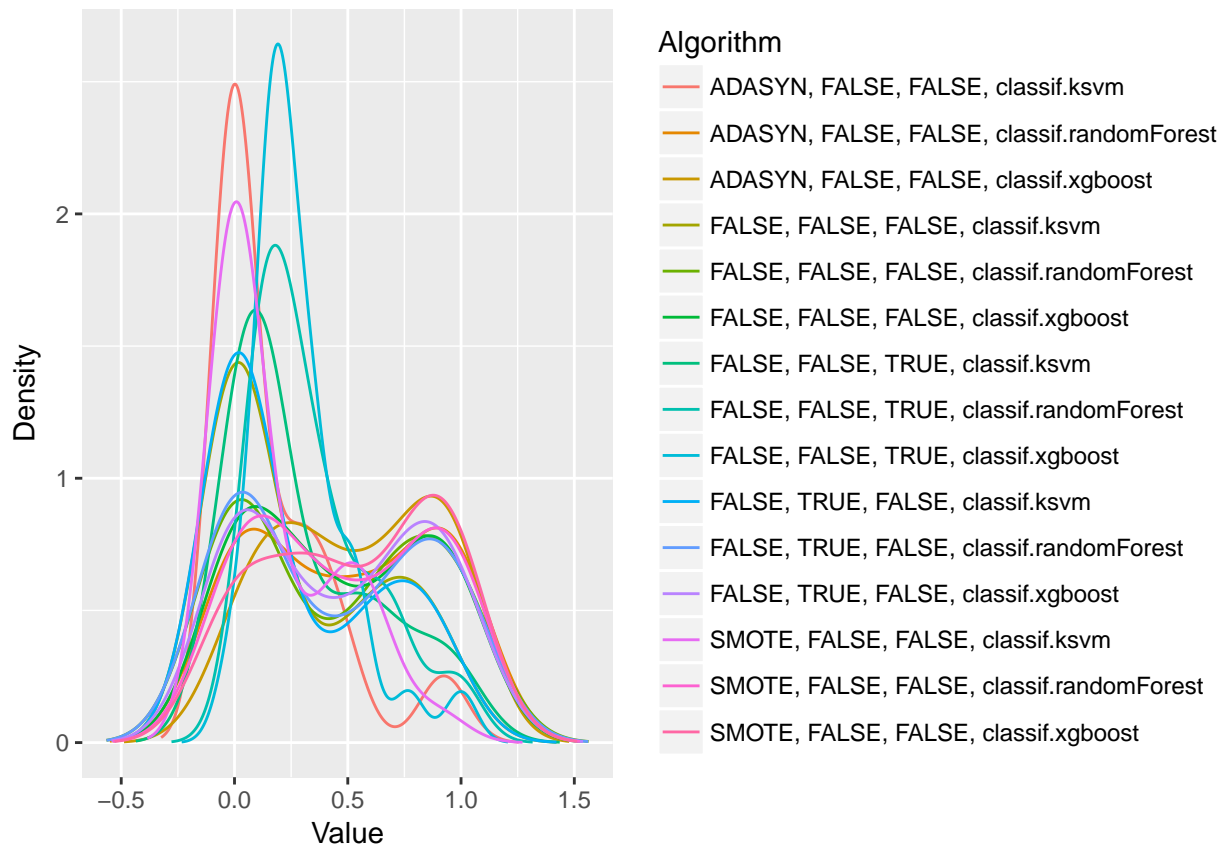 Algorithm
ADASYN, FALSE, FALSE, classif.ksvm
ADASYN, FALSE, FALSE, classif.randomForest
ADASYN, FALSE, FALSE, classif.xgboost
FALSE, FALSE, FALSE, classif.ksvm
FALSE, FALSE, FALSE, classif.randomForest
FALSE, FALSE, FALSE, classif.xgboost
FALSE, FALSE, TRUE, classif.ksvm
FALSE, FALSE, TRUE, classif.randomForest
FALSE, FALSE, TRUE, classif.xgboost
FALSE, TRUE, FALSE, classif.ksvm
FALSE, TRUE, FALSE, classif.randomForest
FALSE, TRUE, FALSE, classif.xgboost
SMOTE, FALSE, FALSE, classif.ksvm
SMOTE, FALSE, FALSE, classif.randomForest
SMOTE, FALSE, FALSE, classif.xgboost
Density
2
1
0
−0.5 0.0 0.5 1.0 1.5
Value